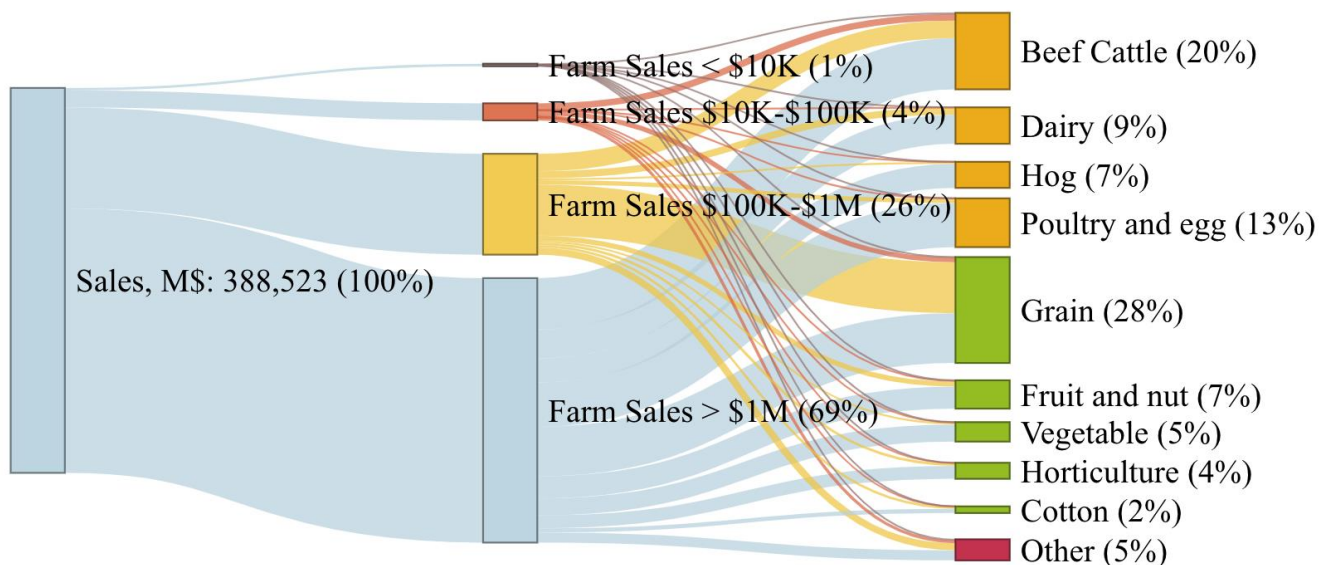 Sales, M$: 388,523 (100%)
Farm Sales < $10K (1%)
Farm Sales $10K-$100K (4%)
Farm Sales $100K-$1M (26%)
Farm Sales > $1M (69%)
Beef Cattle (20%)
Dairy (9%)
Hog (7%)
Poultry and egg (13%)
Grain (28%)
Fruit and nut (7%)
Vegetable (5%)
Horticulture (4%)
Cotton (2%)
Other (5%)